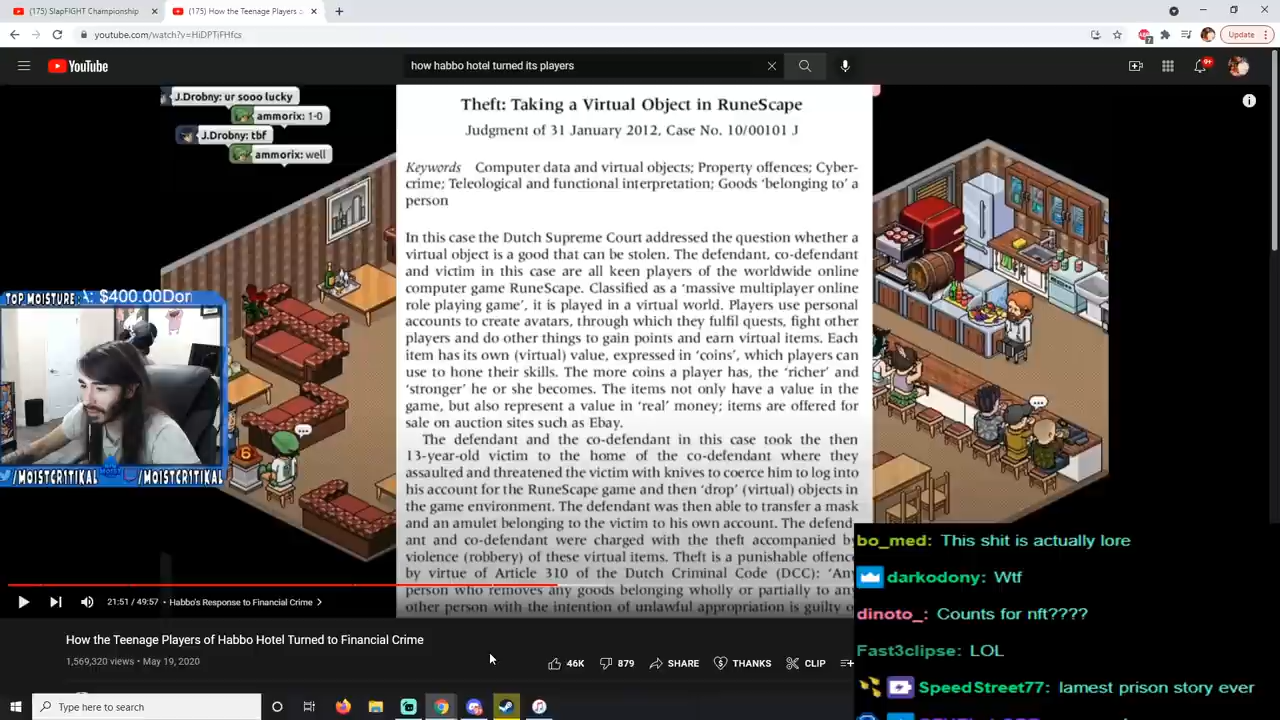 (175) SlapFIGHT Championship
(175) How the Teenage Players
youtube.com/watch?v=HiDPTiFHfcs
Update
YouTube
how habbo hotel turned its players
9+
J.Drobny: ur sooo lucky
ammorix: 1-0
J.Drobny: tbf
ammorix: well
Theft: Taking a Virtual Object in RuneScape
Judgment of 31 January 2012, Case No. 10/00101 J
Keywords Computer data and virtual objects; Property offences; Cyber-
crime; Teleological and functional interpretation; Goods ‘belonging to’ a
person
In this case the Dutch Supreme Court addressed the question whether a
virtual object is a good that can be stolen. The defendant, co-defendant
and victim in this case are all keen players of the worldwide online
computer game RuneScape. Classified as a ‘massive multiplayer online
role playing game’, it is played in a virtual world. Players use personal
accounts to create avatars, through which they fulfil quests, fight other
players and do other things to gain points and earn virtual items. Each
item has its own (virtual) value, expressed in ‘coins’, which players can
use to hone their skills. The more coins a player has, the ‘richer’ and
‘stronger’ he or she becomes. The items not only have a value in the
game, but also represent a value in ‘real’ money; items are offered for
sale on auction sites such as Ebay.
The defendant and the co-defendant in this case took the then
13-year-old victim to the home of the co-defendant where they
assaulted and threatened the victim with knives to coerce him to log into
his account for the RuneScape game and then ‘drop’ (virtual) objects in
the game environment. The defendant was then able to transfer a mask
and an amulet belonging to the victim to his own account. The defend-
ant and co-defendant were charged with the theft accompanied by
violence (robbery) of these virtual items. Theft is a punishable offence
by virtue of Article 310 of the Dutch Criminal Code (DCC): ‘Any
person who removes any goods belonging wholly or partially to any
other person with the intention of unlawful appropriation is guilty o
TOP MOISTURE
: $400.00Don
/MOISTCRITIKAL
/MOISTCRITIKAL
6
bo_med: This shit is actually lore
darkodony: Wtf
dinoto_: Counts for nft????
Fast3clipse: LOL
SpeedStreet77: lamest prison story ever
21:51 / 49:57 • Habbo's Response to Financial Crime
How the Teenage Players of Habbo Hotel Turned to Financial Crime
1,569,320 views • May 19, 2020
46K
879
SHARE
THANKS
CLIP
Type here to search